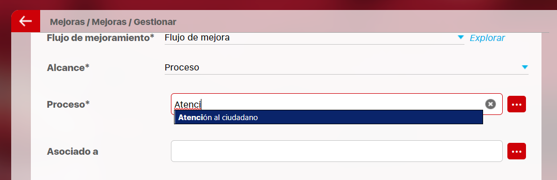 Mejoras / Mejoras / Gestionar
Flujo de mejoramiento* Flujo de mejora Explorar
Alcance* Proceso
Proceso* Atenci
Atención al ciudadano
Asociado a